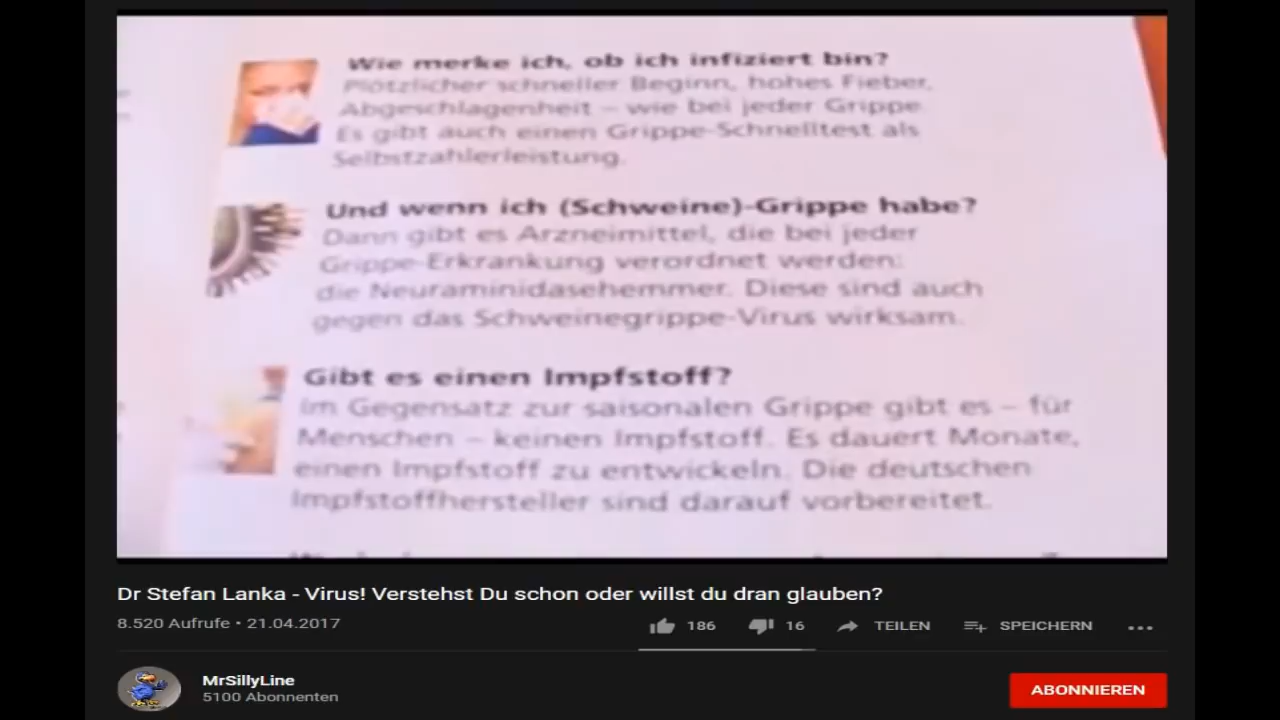 Wie merke ich, ob ich infiziert bin?
Plötzlicher schneller Beginn, hohes Fieber,
Abgeschlagenheit – wie bei jeder Grippe.
Es gibt auch einen Grippe-Schnelltest als
Selbstzahlerleistung.
Und wenn ich (Schweine)-Grippe habe?
Dann gibt es Arzneimittel, die bei jeder
Grippe-Erkrankung verordnet werden:
die Neuraminidasehemmer. Diese sind auch
gegen das Schweinegrippe-Virus wirksam.
Gibt es einen Impfstoff?
Im Gegensatz zur saisonalen Grippe gibt es – für
Menschen – keinen Impfstoff. Es dauert Monate,
einen Impfstoff zu entwickeln. Die deutschen
Impfstoffhersteller sind darauf vorbereitet.
Dr Stefan Lanka - Virus! Verstehst Du schon oder willst du dran glauben?
8.520 Aufrufe • 21.04.2017
186
16
TEILEN
SPEICHERN
MrSillyLine
5100 Abonnenten
ABONNIEREN